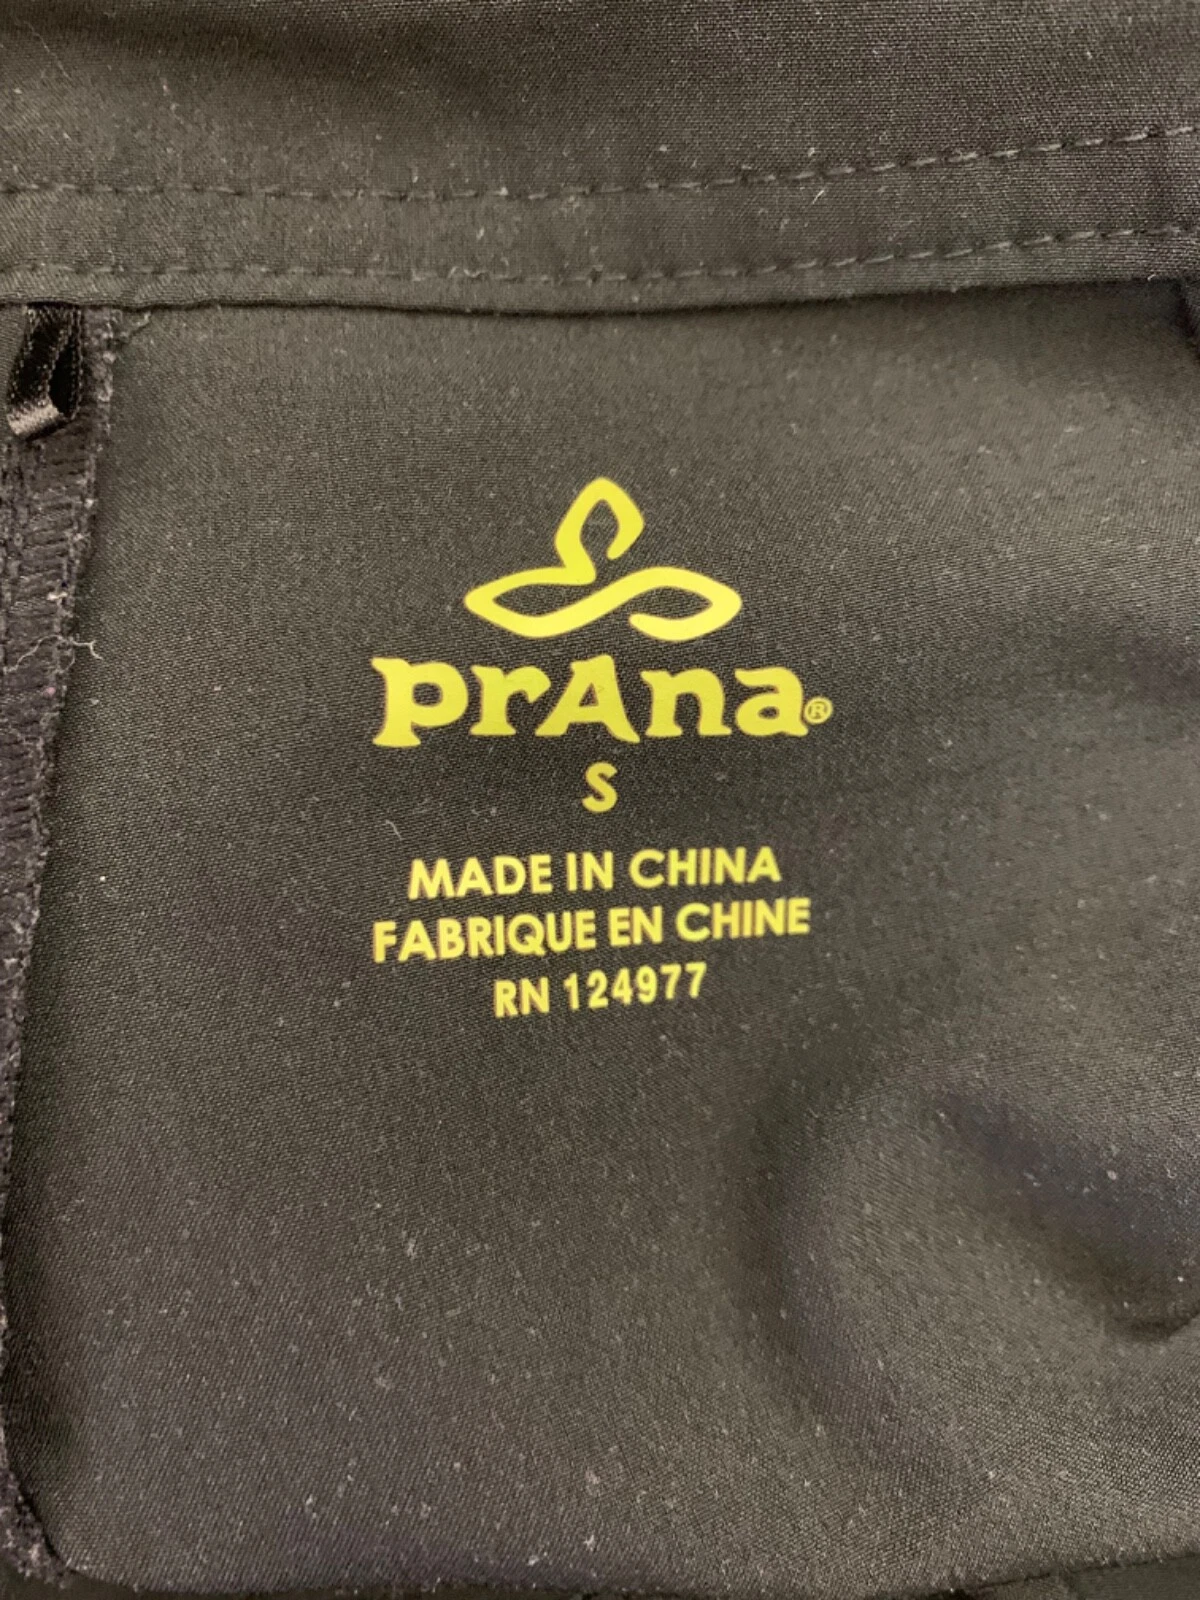 prAna®
S
MADE IN CHINA
FABRIQUE EN CHINE
RN 124977